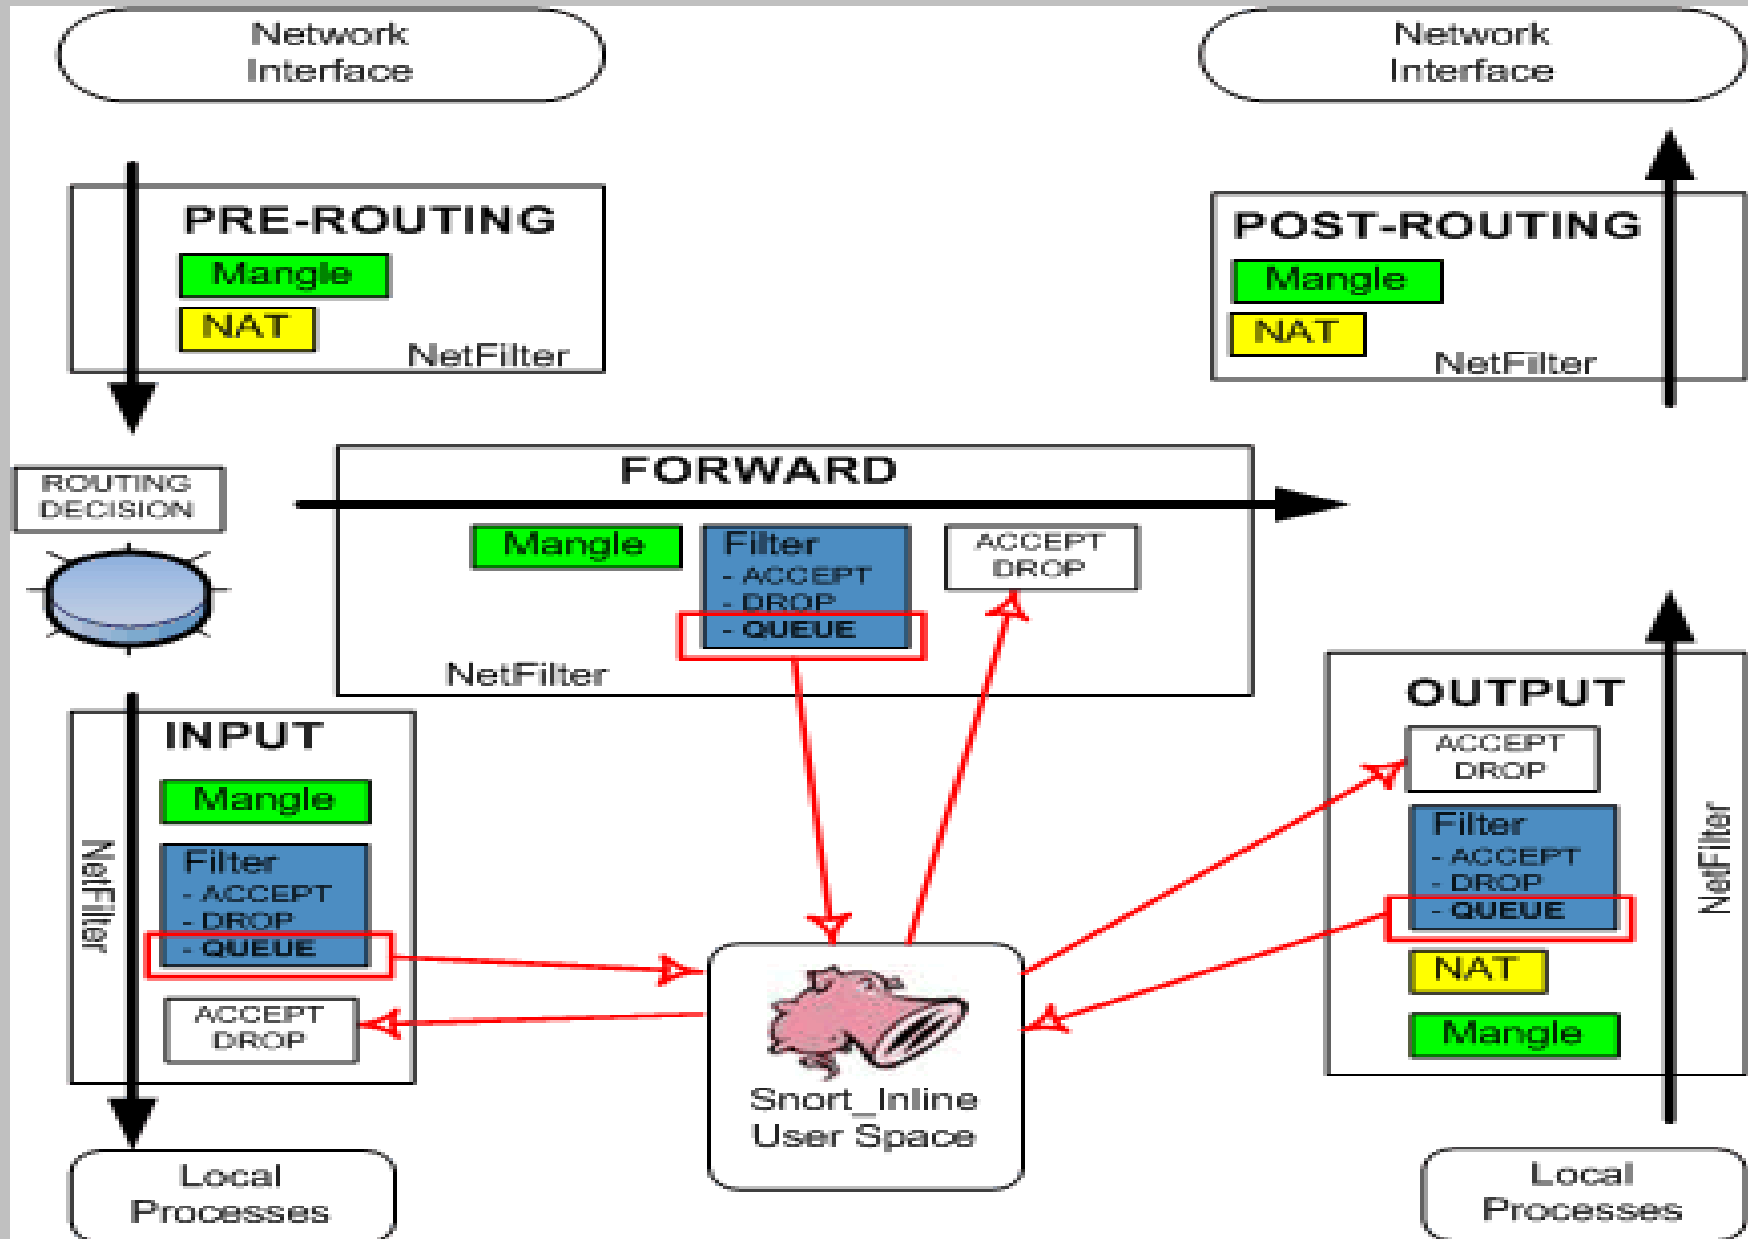 Network
Interface
Network
Interface
PRE-ROUTING
Mangle
NAT
NetFilter
POST-ROUTING
Mangle
NAT
NetFilter
ROUTING
DECISION
FORWARD
Mangle
Filter
- ACCEPT
- DROP
- QUEUE
ACCEPT
DROP
NetFilter
INPUT
Mangle
Filter
- ACCEPT
- DROP
- QUEUE
ACCEPT
DROP
NetFilter
OUTPUT
ACCEPT
DROP
Filter
- ACCEPT
- DROP
- QUEUE
NAT
Mangle
NetFilter
Snort_Inline
User Space
Local
Processes
Local
Processes